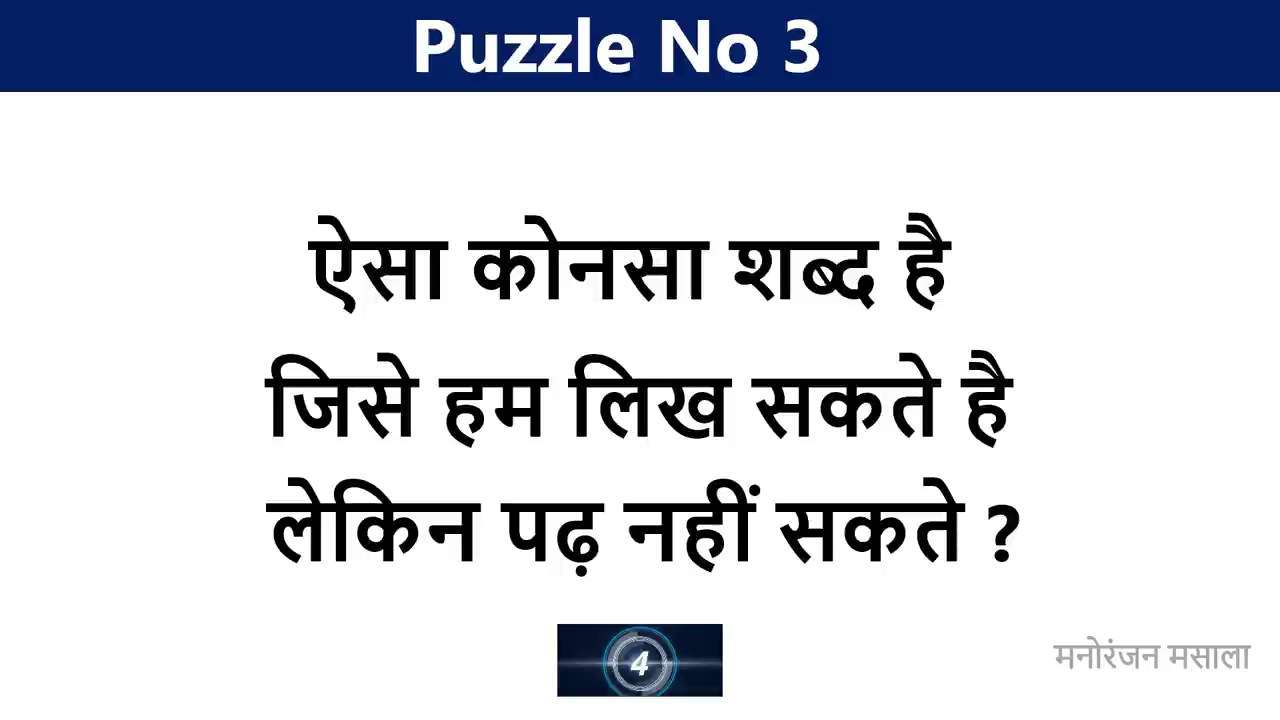 Puzzle No 3
ऐसा कोनसा शब्द है
जिसे हम लिख सकते है
लेकिन पढ़ नहीं सकते ?
4
मनोरंजन मसाला